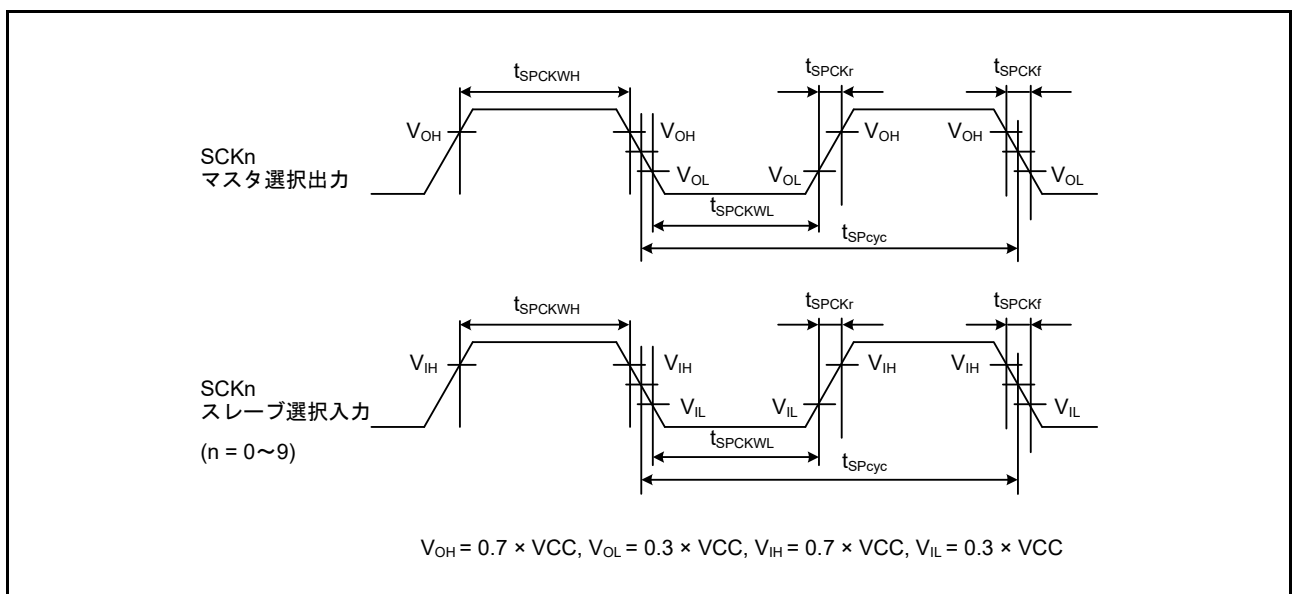 tSPCKWH
tSPCKr
tSPCKf
VOH
VOH
VOH
VOH
SCKn
マスタ選択出力
VOL
VOL
VOL
tSPCKWL
tSPcyc
tSPCKWH
tSPCKr
tSPCKf
VIH
VIH
VIH
VIH
SCKn
スレーブ選択入力
VIL
VIL
VIL
(n = 0～9)
tSPCKWL
tSPcyc
VOH = 0.7 × VCC, VOL = 0.3 × VCC, VIH = 0.7 × VCC, VIL = 0.3 × VCC